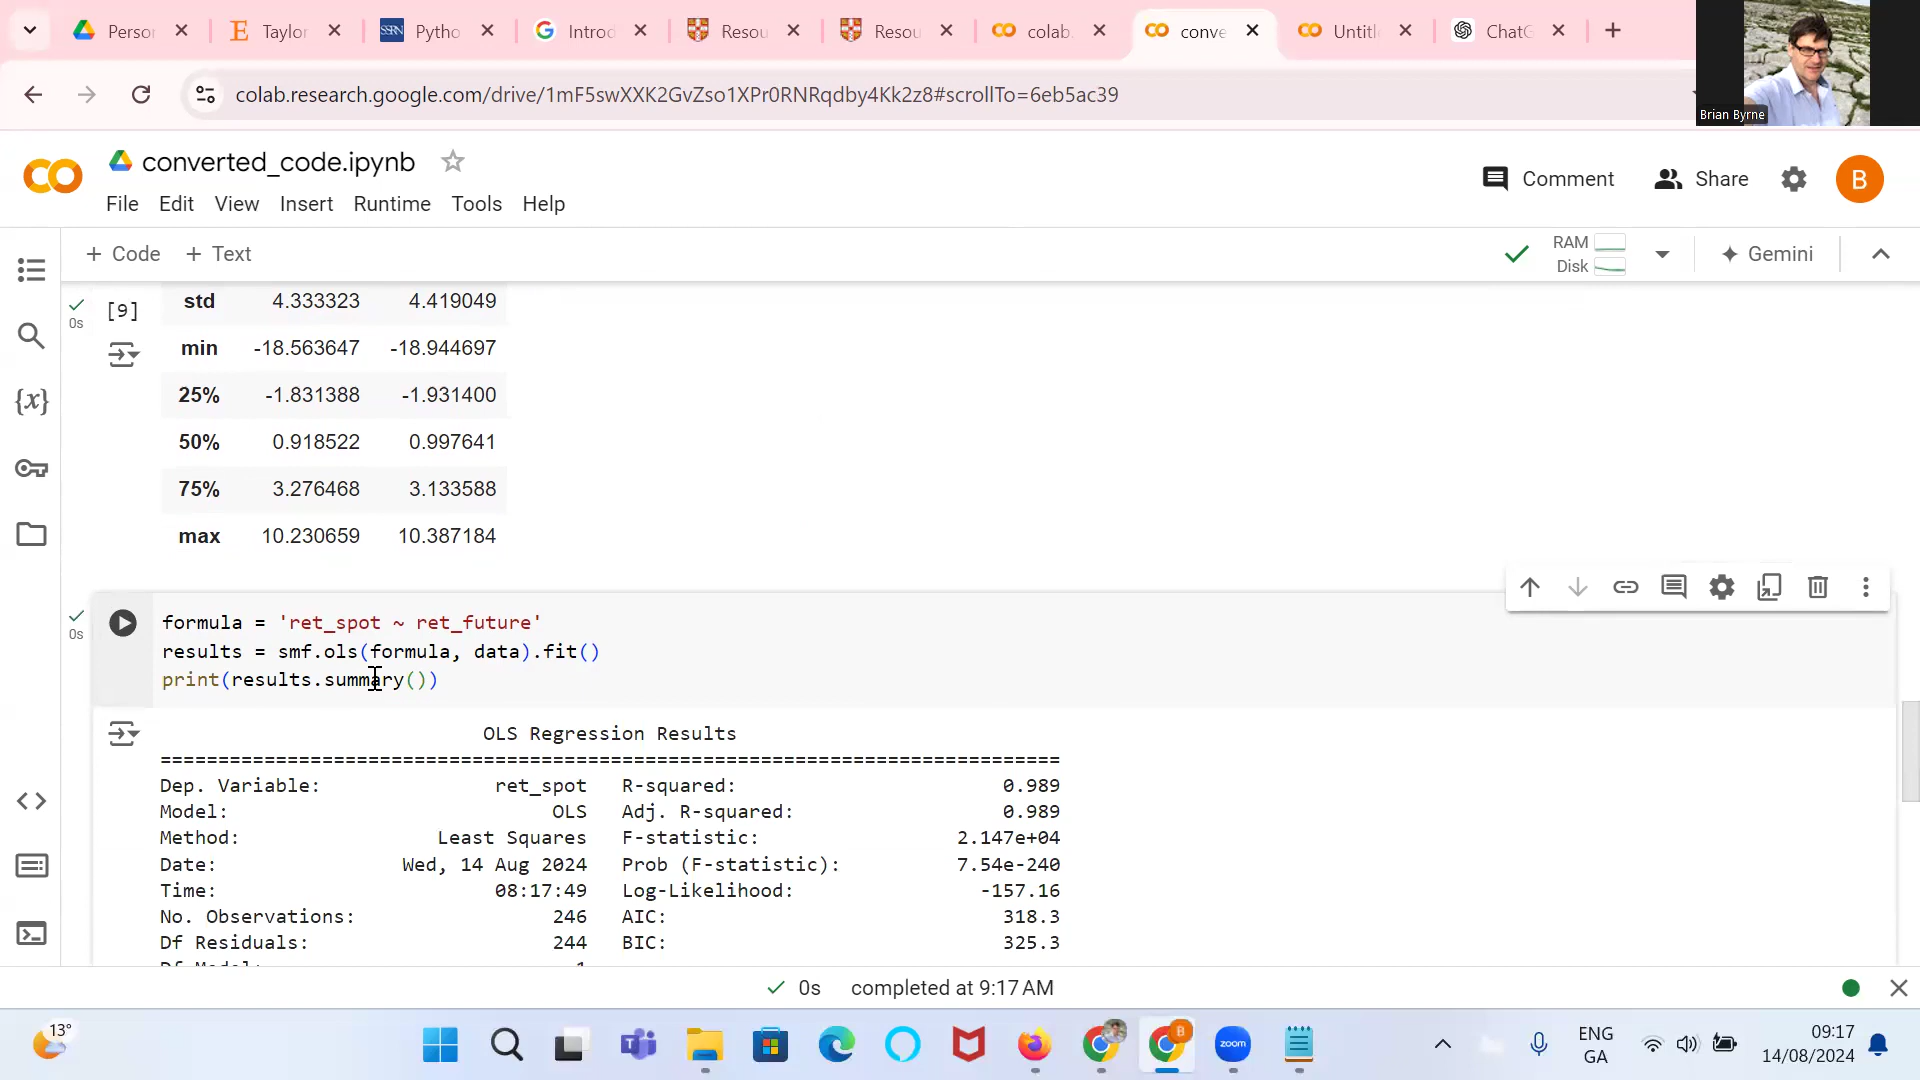 Persor
Taylor
SSRN Pytho
Introd
Resou
Resou
colab.
conve
Untitl
ChatG
colab.research.google.com/drive/1mF5swXXK2GvZso1XPr0RNRqdby4Kk2z8#scrollTo=6eb5ac39
Brian Byrne
converted_code.ipynb
Comment
Share
B
File Edit View Insert Runtime Tools Help
+ Code + Text
RAM
Disk
Gemini
[9]
0s
std 4.333323 4.419049
min -18.563647 -18.944697
25% -1.831388 -1.931400
50% 0.918522 0.997641
75% 3.276468 3.133588
max 10.230659 10.387184
0s
formula = 'ret_spot ~ ret_future'
results = smf.ols(formula, data).fit()
print(results.summary())
OLS Regression Results
==============================================================================
Dep. Variable: ret_spot R-squared: 0.989
Model: OLS Adj. R-squared: 0.989
Method: Least Squares F-statistic: 2.147e+04
Date: Wed, 14 Aug 2024 Prob (F-statistic): 7.54e-240
Time: 08:17:49 Log-Likelihood: -157.16
No. Observations: 246 AIC: 318.3
Df Residuals: 244 BIC: 325.3
Df Model: 1
0s completed at 9:17 AM
13°
zoom
ENG
GA
09:17
14/08/2024